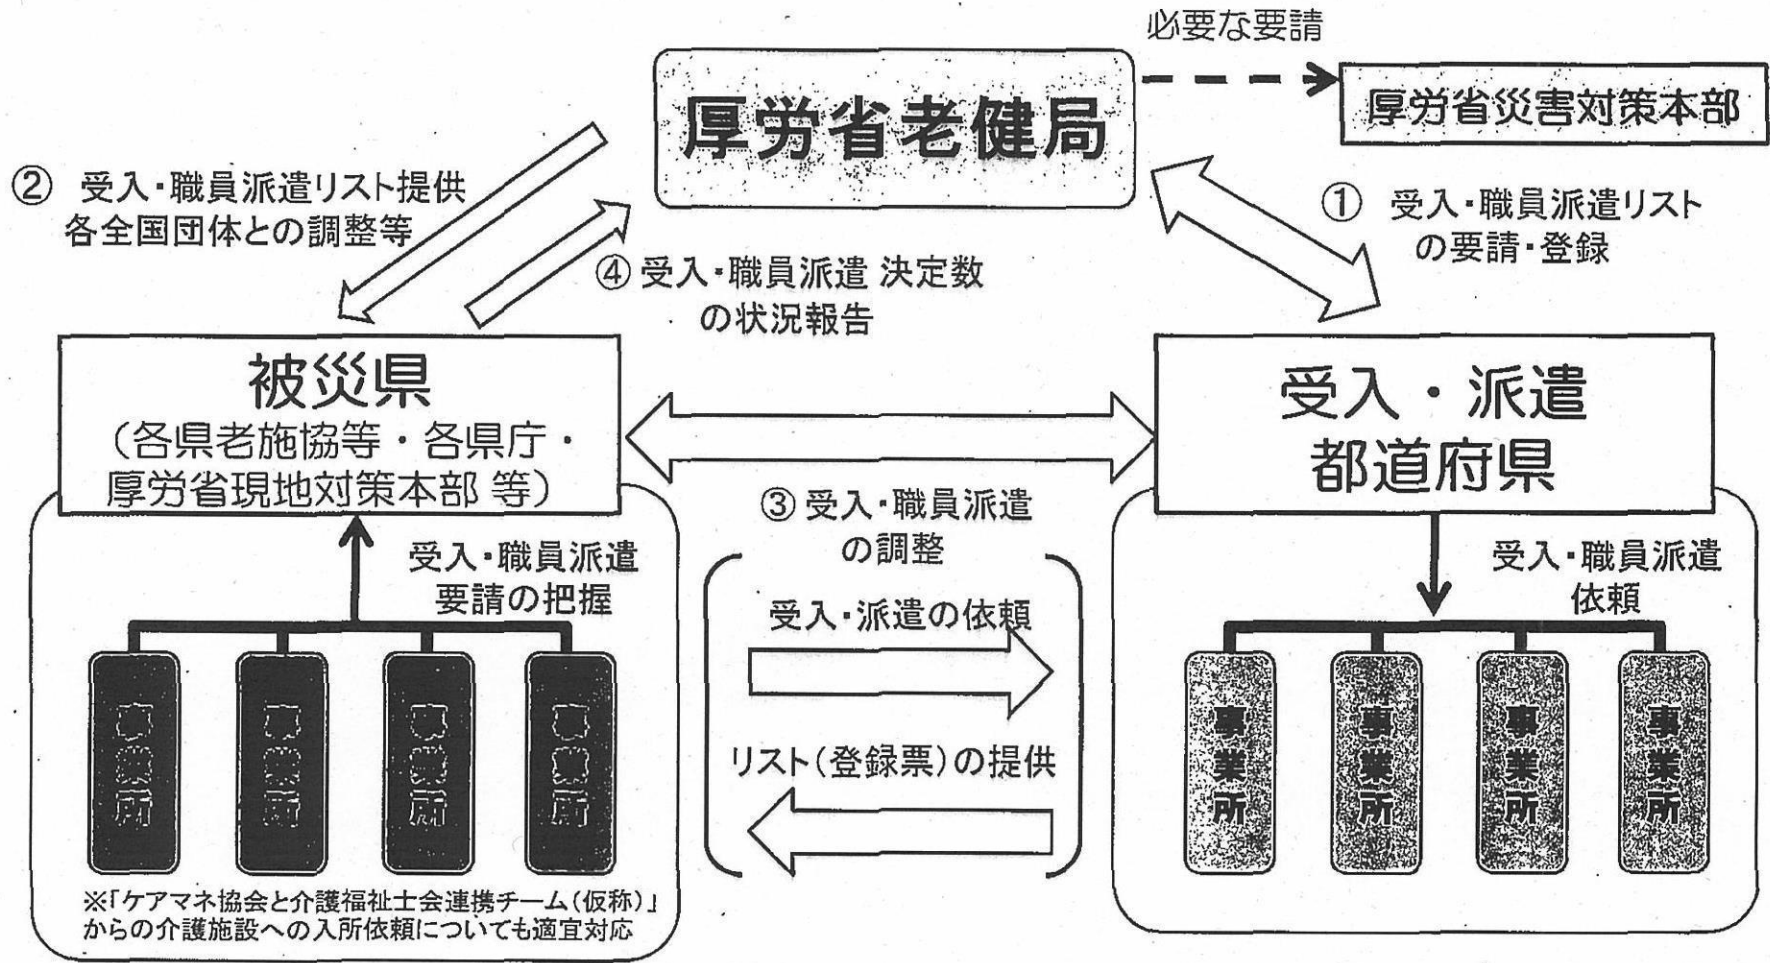 必要な要請
厚労省老健局
厚労省災害対策本部
② 受入・職員派遣リスト提供
各全国団体との調整等
① 受入・職員派遣リスト
の要請・登録
④ 受入・職員派遣 決定数
の状況報告
被災県
(各県老施協等・各県庁・
厚労省現地対策本部 等)
受入・派遣
都道府県
③ 受入・職員派遣
の調整
受入・職員派遣
要請の把握
受入・派遣の依頼
リスト(登録票)の提供
受入・職員派遣
依頼
事業所
事業所
事業所
事業所
事業所
事業所
事業所
事業所
※「ケアマネ協会と介護福祉士会連携チーム(仮称)」
からの介護施設への入所依頼についても適宜対応